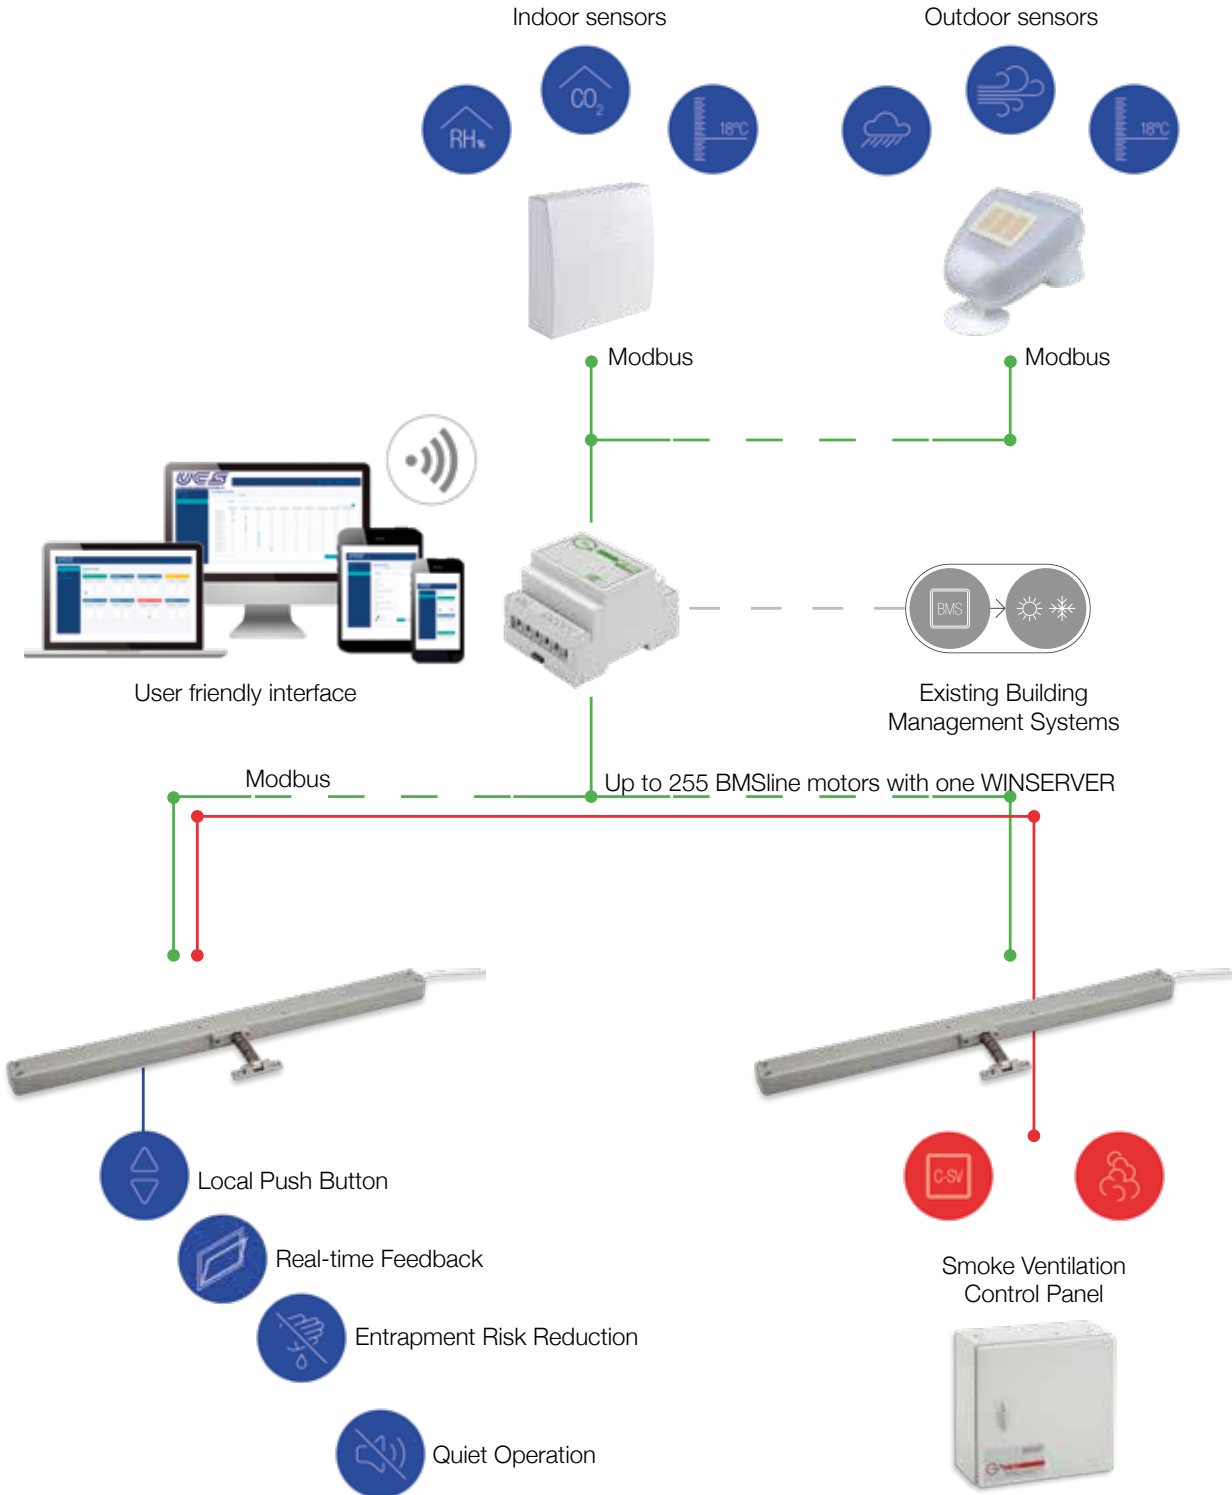 Indoor sensors
Outdoor sensors
RH%
CO2
18°C
18°C
Modbus
Modbus
UCS
BMS
User friendly interface
Existing Building
Management Systems
Modbus
Up to 255 BMSline motors with one WINSERVER
Local Push Button
C-SV
Real-time Feedback
Smoke Ventilation
Control Panel
Entrapment Risk Reduction
Quiet Operation